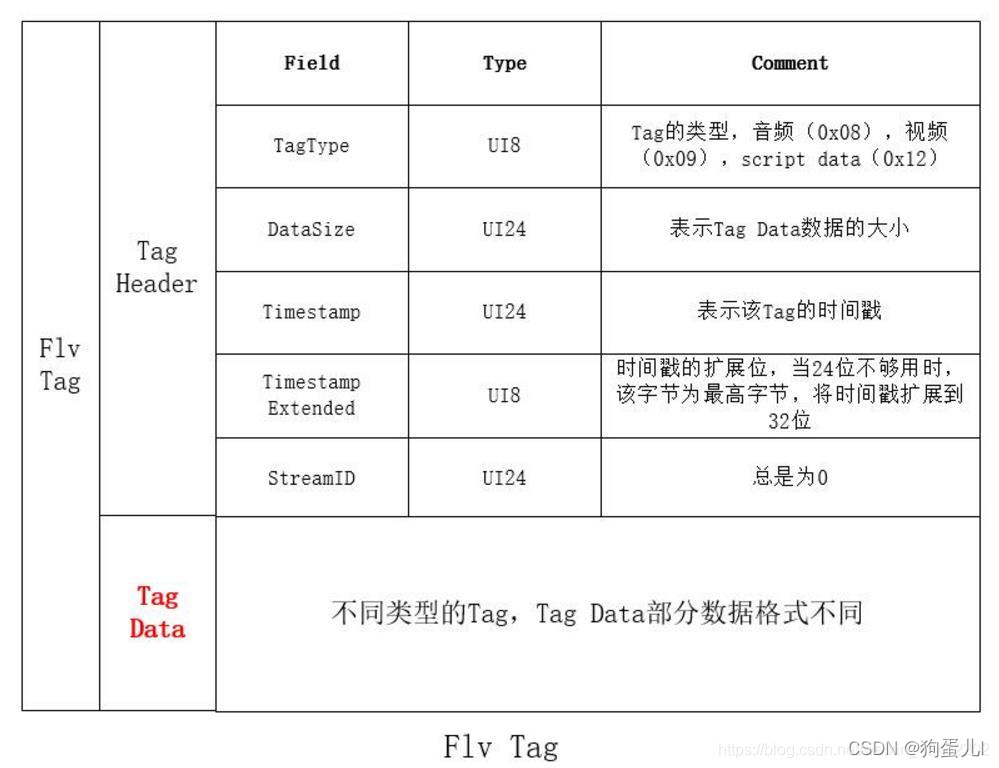 Field Type Comment
TagType UI8 Tag的类型，音频（0x08），视频
（0x09），script data（0x12）
DataSize UI24 表示Tag Data数据的大小
Tag
Header
Timestamp UI24 表示该Tag的时间戳
Flv
Tag
Timestamp
Extended
UI8
时间戳的扩展位，当24位不够用时，
该字节为最高字节，将时间戳扩展到
32位
StreamID UI24 总是为0
Tag
Data
不同类型的Tag，Tag Data部分数据格式不同
Flv Tag
https://blog.csdn.ne
CSDN @狗蛋儿l